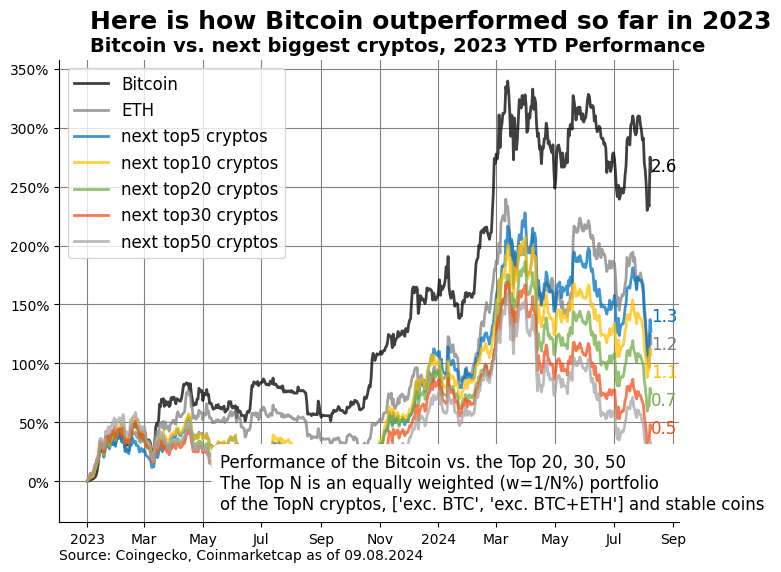 Here is how Bitcoin outperformed so far in 2023
Bitcoin vs. next biggest cryptos, 2023 YTD Performance
350%
300%
250%
200%
150%
100%
50%
0%
Bitcoin
ETH
next top5 cryptos
next top10 cryptos
next top20 cryptos
next top30 cryptos
next top50 cryptos
2.6
1.3
1.2
1.1
0.7
0.5
Performance of the Bitcoin vs. the Top 20, 30, 50
The Top N is an equally weighted (w=1/N%) portfolio
of the TopN cryptos, ['exc. BTC', 'exc. BTC+ETH'] and stable coins
2023 Mar May Jul Sep Nov 2024 Mar May Jul Sep
Source: Coingecko, Coinmarketcap as of 09.08.2024